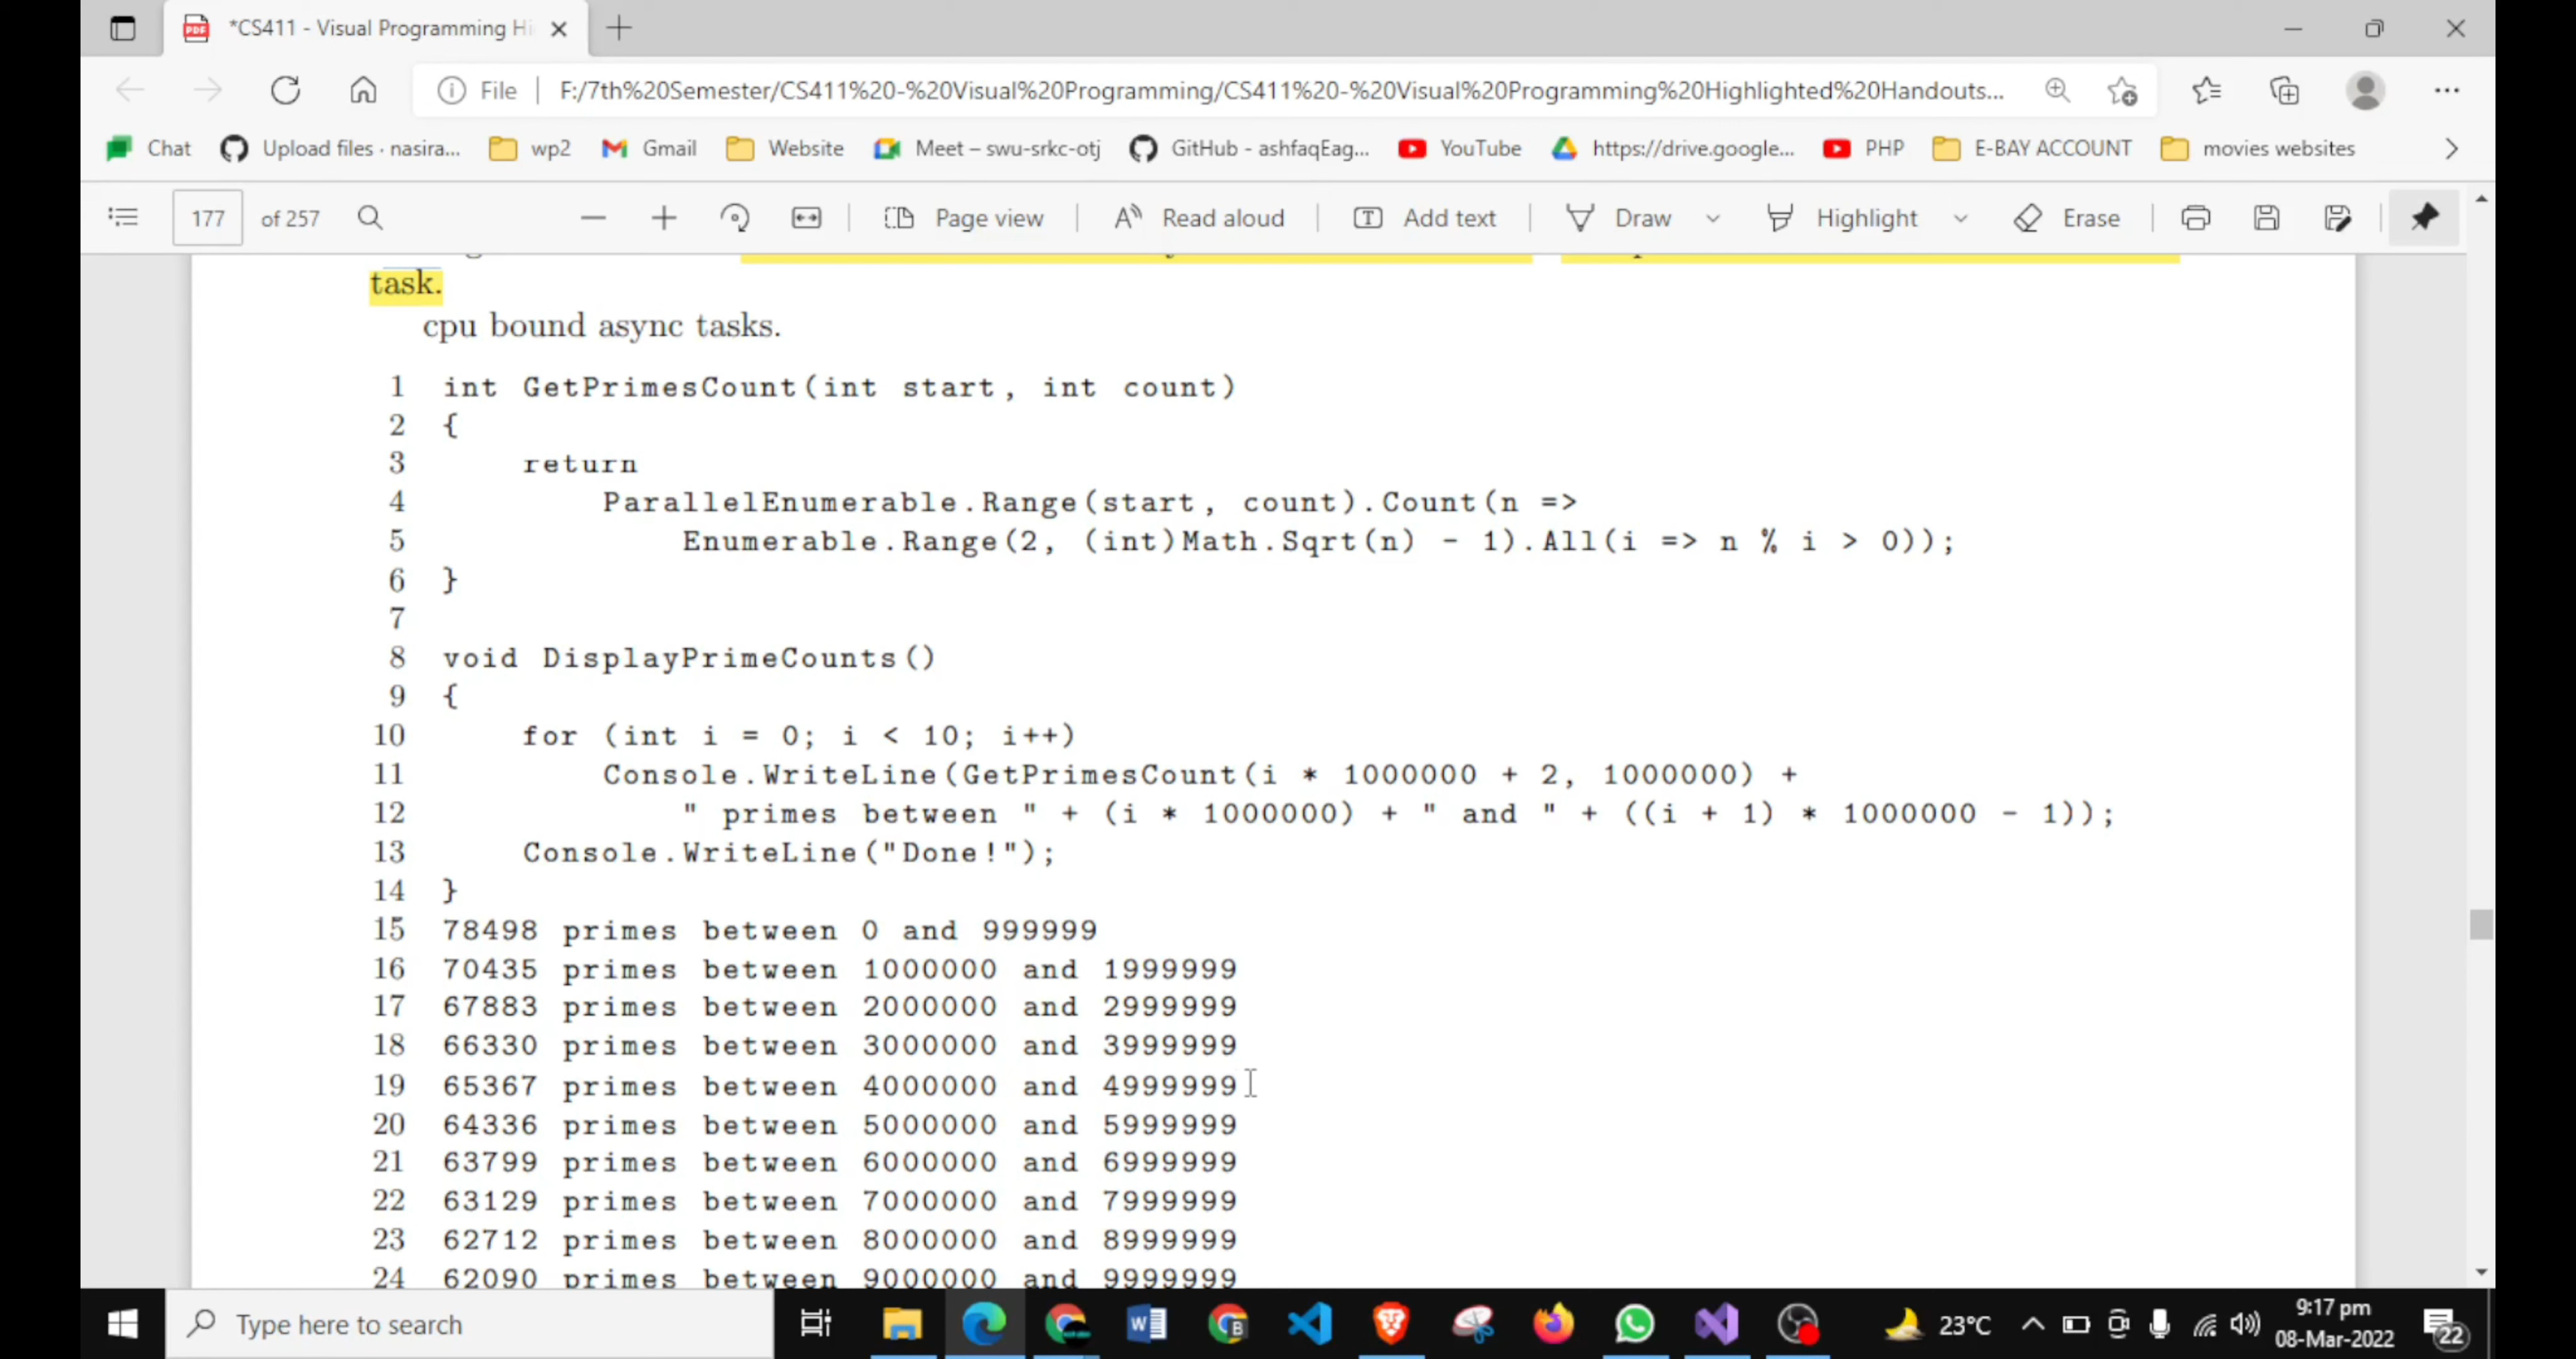 *CS411 - Visual Programming Hi
File
F:/7th%20Semester/CS411%20-%20Visual%20Programming/CS411%20-%20Visual%20Programming%20Highlighted%20Handouts...
Chat
Upload files · nasira...
wp2
Gmail
Website
Meet – swu-srkc-otj
GitHub - ashfaqEag...
YouTube
https://drive.google...
PHP
E-BAY ACCOUNT
movies websites
177 of 257
Page view
Read aloud
Add text
Draw
Highlight
Erase
task.
cpu bound async tasks.
1 int GetPrimesCount(int start, int count)
2 {
3 return
4 ParallelEnumerable.Range(start, count).Count(n =>
5 Enumerable.Range(2, (int)Math.Sqrt(n) - 1).All(i => n % i > 0));
6 }
7
8 void DisplayPrimeCounts()
9 {
10 for (int i = 0; i < 10; i++)
11 Console.WriteLine(GetPrimesCount(i * 1000000 + 2, 1000000) +
12 " primes between " + (i * 1000000) + " and " + ((i + 1) * 1000000 - 1));
13 Console.WriteLine("Done!");
14 }
15 78498 primes between 0 and 999999
16 70435 primes between 1000000 and 1999999
17 67883 primes between 2000000 and 2999999
18 66330 primes between 3000000 and 3999999
19 65367 primes between 4000000 and 4999999
20 64336 primes between 5000000 and 5999999
21 63799 primes between 6000000 and 6999999
22 63129 primes between 7000000 and 7999999
23 62712 primes between 8000000 and 8999999
24 62090 primes between 9000000 and 9999999
Type here to search
23°C
9:17 pm
08-Mar-2022
22